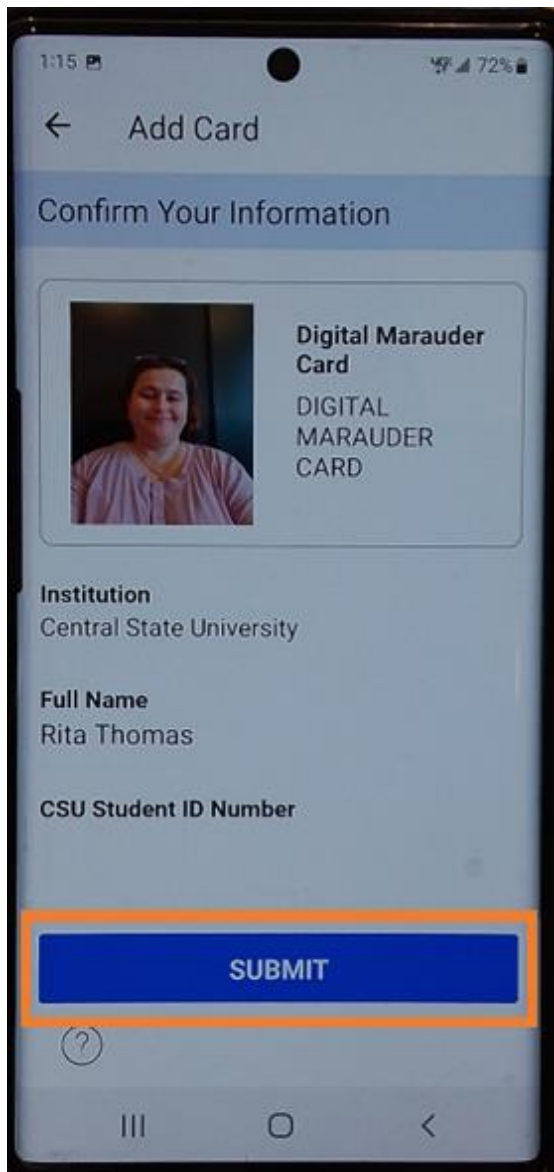 1:15
72%
Add Card
Confirm Your Information
Digital Marauder
Card
DIGITAL
MARAUDER
CARD
Institution
Central State University
Full Name
Rita Thomas
CSU Student ID Number
SUBMIT
?